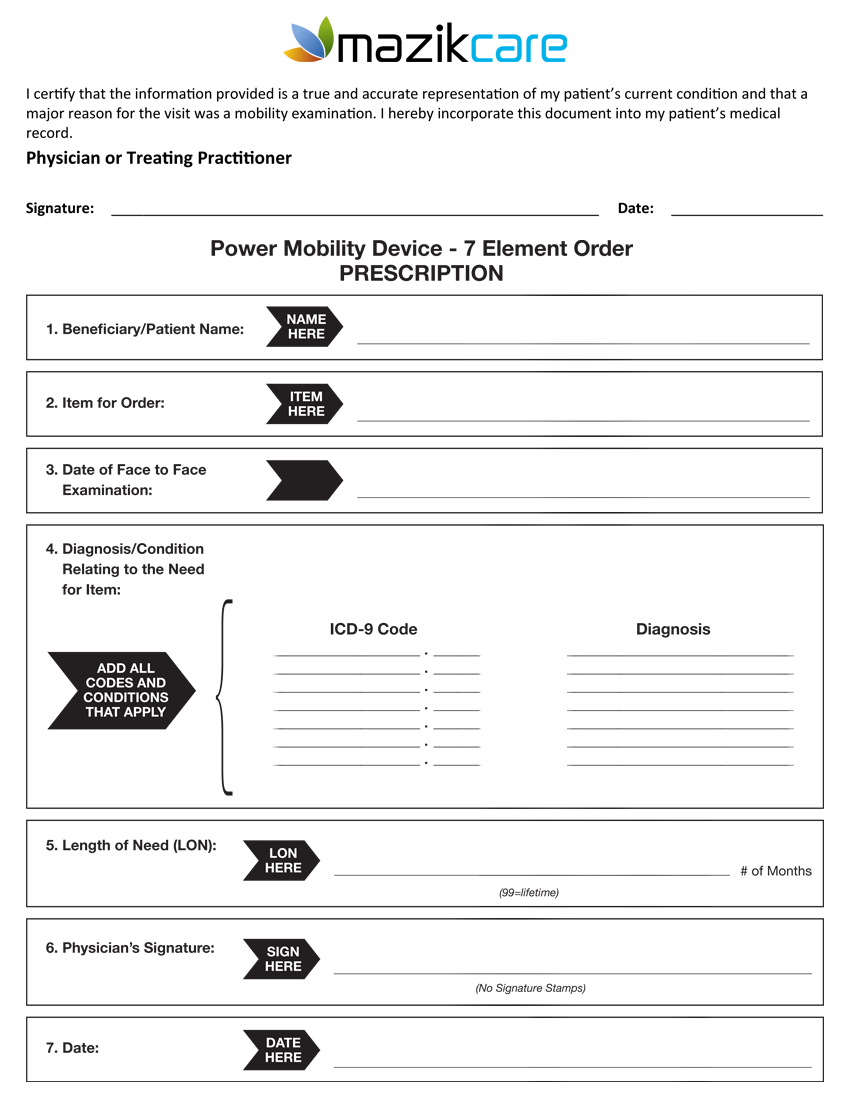 mazikcare
I certify that the information provided is a true and accurate representation of my patient's current condition and that a
major reason for the visit was a mobility examination. I hereby incorporate this document into my patient's medical
record.
Physician or Treating Practitioner
Signature: Date:
Power Mobility Device - 7 Element Order
PRESCRIPTION
1. Beneficiary/Patient Name:
NAME
HERE
2. Item for Order:
ITEM
HERE
3. Date of Face to Face
Examination:
4. Diagnosis/Condition
Relating to the Need
for Item:
ICD-9 Code Diagnosis
ADD ALL
CODES AND
CONDITIONS
THAT APPLY
5. Length of Need (LON):
LON
HERE
# of Months
(99=lifetime)
6. Physician's Signature:
SIGN
HERE
(No Signature Stamps)
7. Date:
DATE
HERE